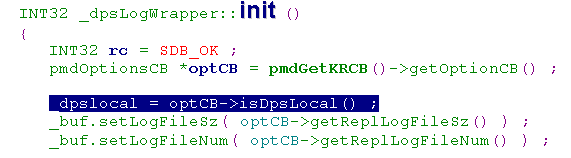 INT32 _dpsLogWrapper::init ()
{
INT32 rc = SDB_OK ;
pmdOptionsCB *optCB = pmdGetKRCB()->getOptionCB() ;
_dpslocal = optCB->isDpsLocal() ;
_buf.setLogFileSz( optCB->getReplLogFileSz() ) ;
_buf.setLogFileNum( optCB->getReplLogFileNum() ) ;